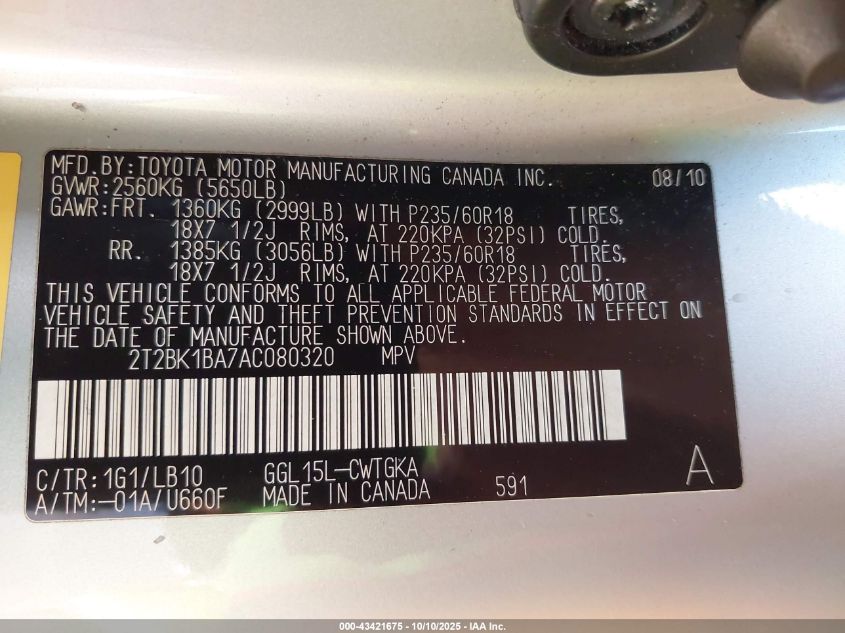 MFD.BY:TOYOTA MOTOR MANUFACTURING CANADA INC. 08/10
GVWR:2560KG (5650LB)
GAWR:FRT. 1360KG (2999LB) WITH P235/60R18 TIRES,
18X7 1/2J RIMS, AT 220KPA (32PSI) COLD.
RR. 1385KG (3056LB) WITH P235/60R18 TIRES,
18X7 1/2J RIMS, AT 220KPA (32PSI) COLD.
THIS VEHICLE CONFORMS TO ALL APPLICABLE FEDERAL MOTOR
VEHICLE SAFETY AND THEFT PREVENTION STANDARDS IN EFFECT ON
THE DATE OF MANUFACTURE SHOWN ABOVE.
2T2BK1BA7AC080320 MPV
C/TR:1G1/LB10 GGL15L-CWTGKA A
A/TM:-01A/U660F MADE IN CANADA 591
000-43421675 - 10/10/2025 - IAA Inc.